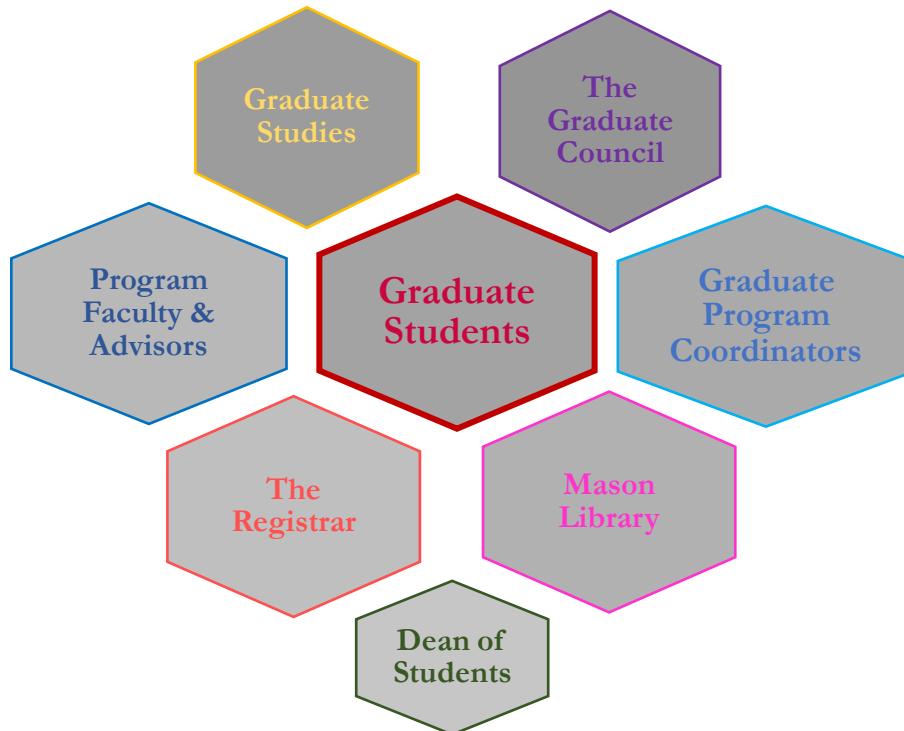 Graduate
Studies
The
Graduate
Council
Program
Faculty &
Advisors
Graduate
Students
Graduate
Program
Coordinators
The
Registrar
Mason
Library
Dean of
Students